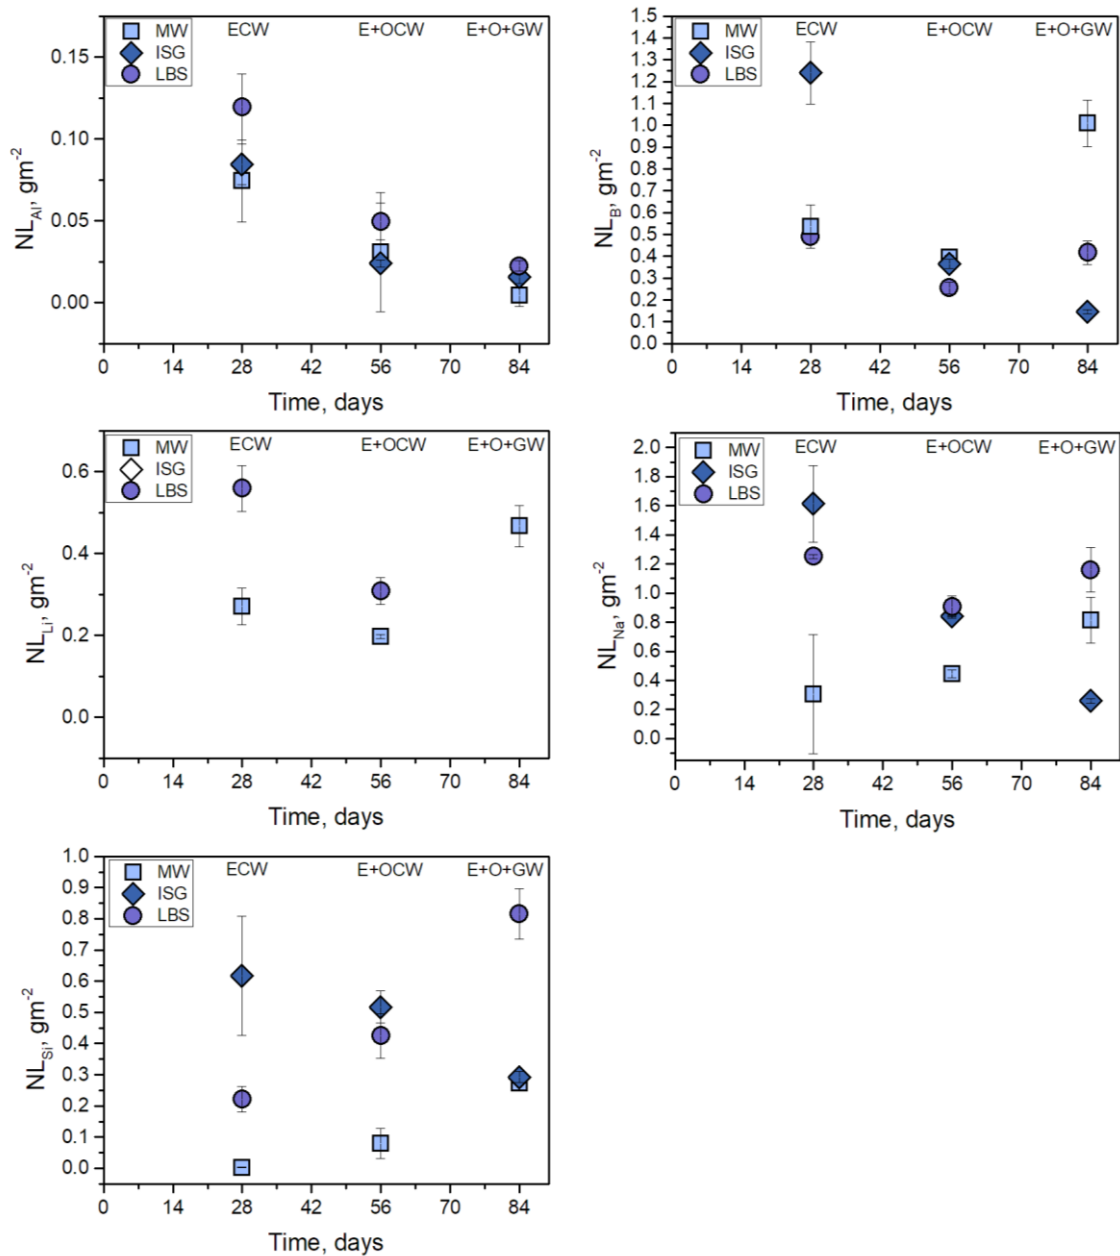 MW
ISG
LBS
ECW
E+OCW
E+O+GW
0.15
0.10
0.05
0.00
NL_Al, gm⁻²
0 14 28 42 56 70 84
Time, days
MW
ISG
LBS
ECW
E+OCW
E+O+GW
1.5
1.4
1.3
1.2
1.1
1.0
0.9
0.8
0.7
0.6
0.5
0.4
0.3
0.2
0.1
0.0
NL_B, gm⁻²
0 14 28 42 56 70 84
Time, days
MW
ISG
LBS
ECW
E+OCW
E+O+GW
0.6
0.4
0.2
0.0
NL_Li, gm⁻²
0 14 28 42 56 70 84
Time, days
MW
ISG
LBS
ECW
E+OCW
E+O+GW
2.0
1.8
1.6
1.4
1.2
1.0
0.8
0.6
0.4
0.2
0.0
NL_Na, gm⁻²
0 14 28 42 56 70 84
Time, days
MW
ISG
LBS
ECW
E+OCW
E+O+GW
1.0
0.9
0.8
0.7
0.6
0.5
0.4
0.3
0.2
0.1
0.0
NL_Si, gm⁻²
0 14 28 42 56 70 84
Time, days